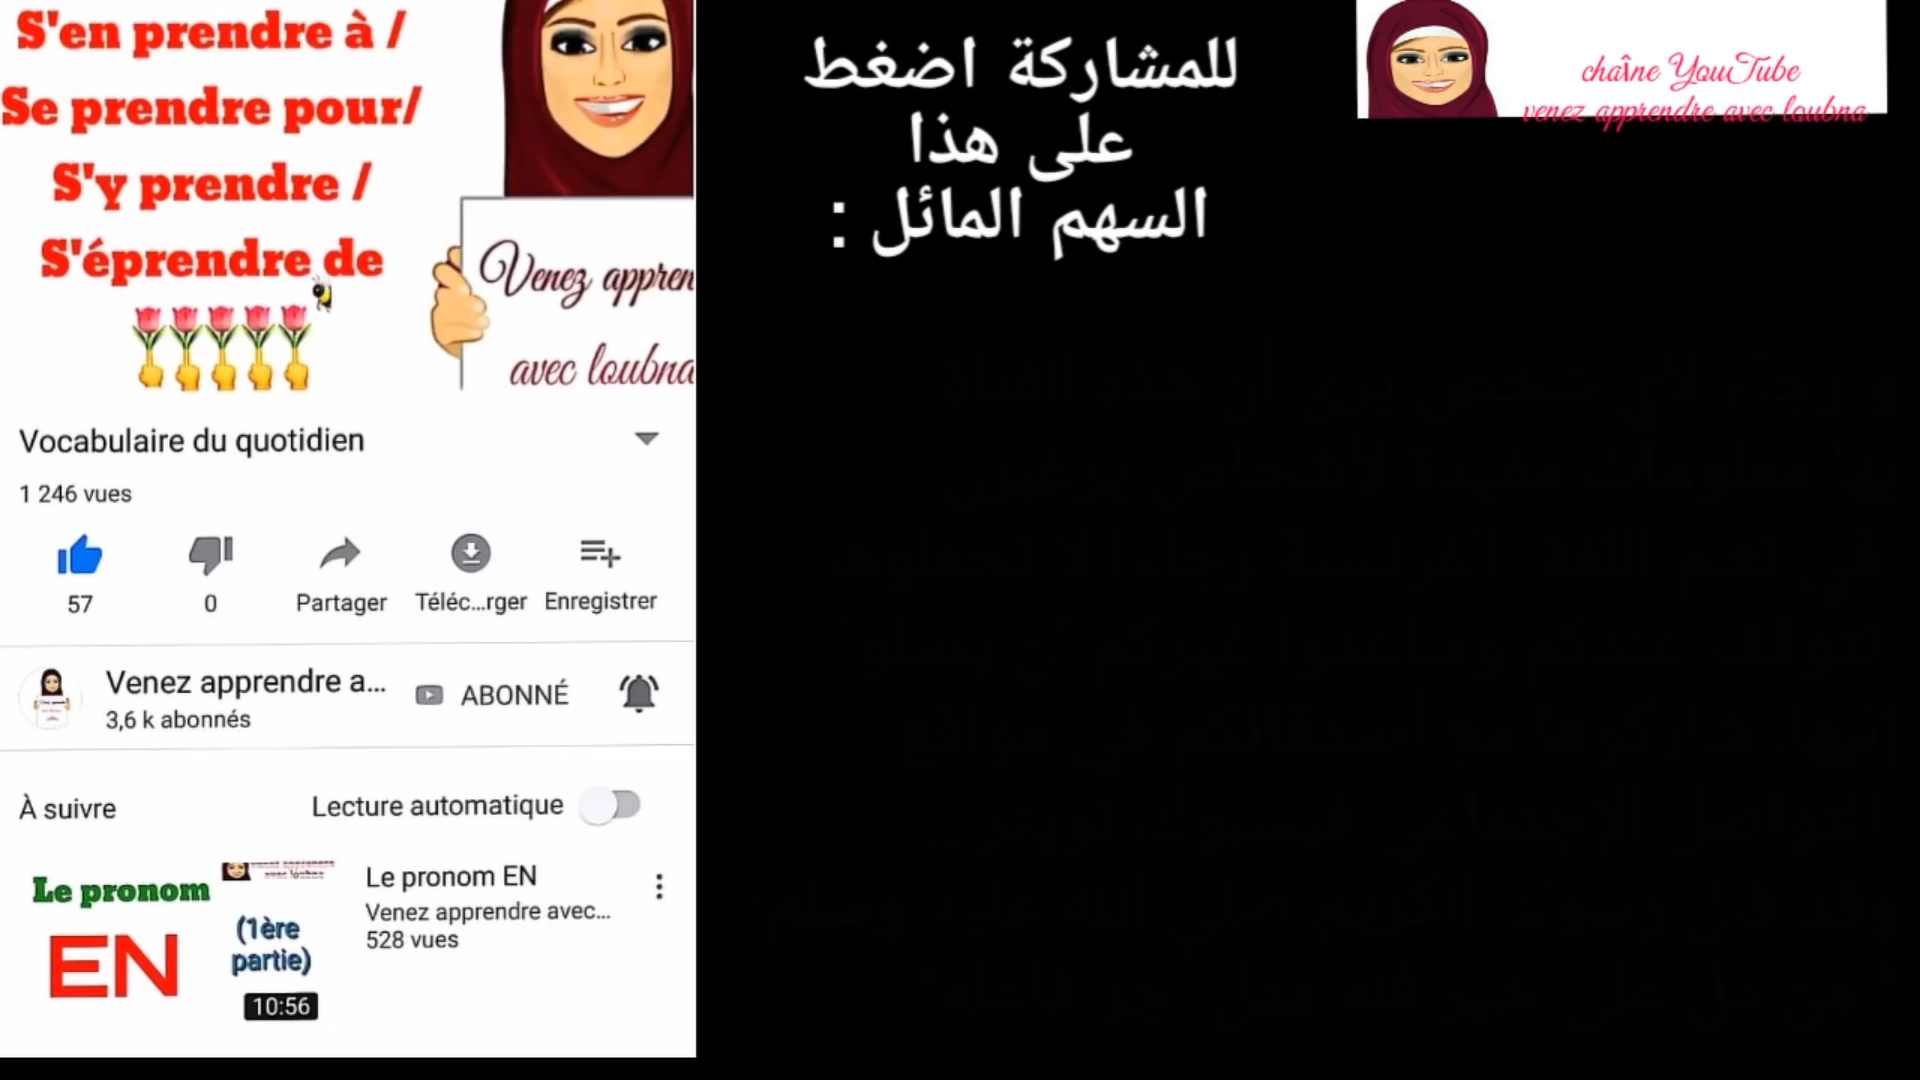 S'en prendre à /
Se prendre pour/
S'y prendre /
S'éprendre de
Venez appren
avec loubna
Vocabulaire du quotidien
1 246 vues
57
0
Partager
Téléc...rger
Enregistrer
Venez apprendre a...
3,6 k abonnés
ABONNÉ
À suivre
Lecture automatique
Le pronom
EN
(1ère
partie)
10:56
Le pronom EN
Venez apprendre avec...
528 vues
للمشاركة اضغط
على هذا
السهم المائل :
chaîne YouTube
venez apprendre avec loubna